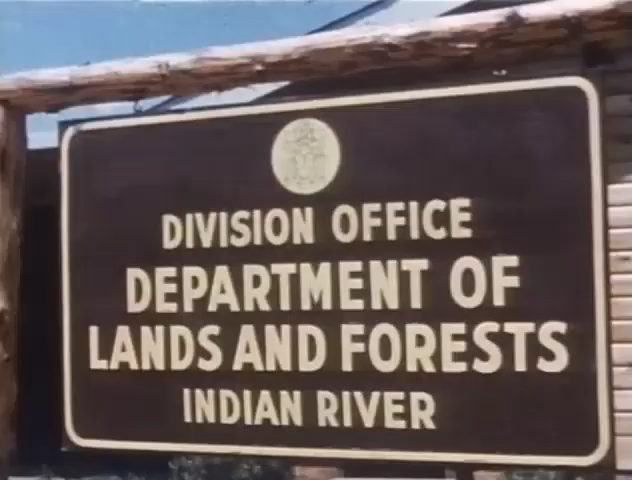 DIVISION OFFICE
DEPARTMENT OF
LANDS AND FORESTS
INDIAN RIVER